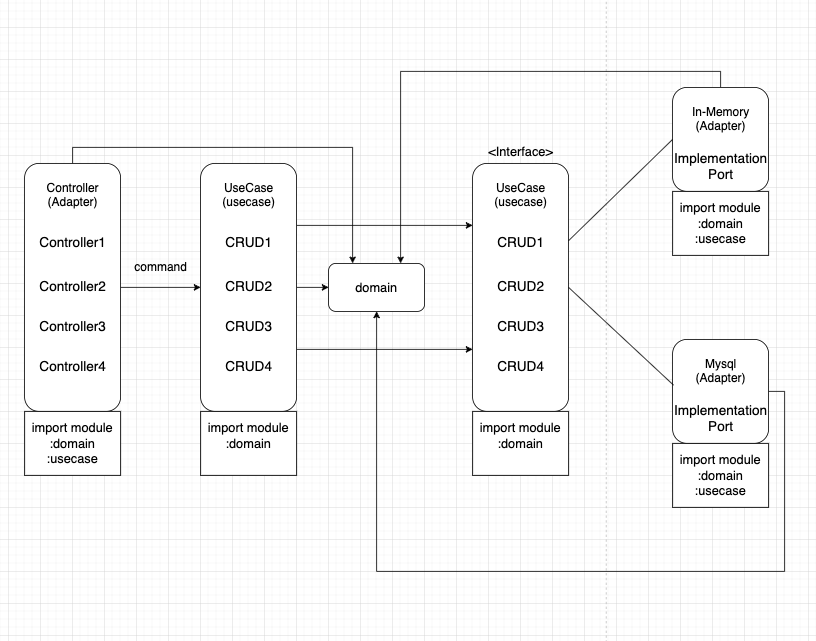 In-Memory
(Adapter)
Implementation
Port
import module
:domain
:usecase
Controller
(Adapter)
Controller1
Controller2
Controller3
Controller4
import module
:domain
:usecase
command
UseCase
(usecase)
CRUD1
CRUD2
CRUD3
CRUD4
import module
:domain
domain
<Interface>
UseCase
(usecase)
CRUD1
CRUD2
CRUD3
CRUD4
import module
:domain
Mysql
(Adapter)
Implementation
Port
import module
:domain
:usecase